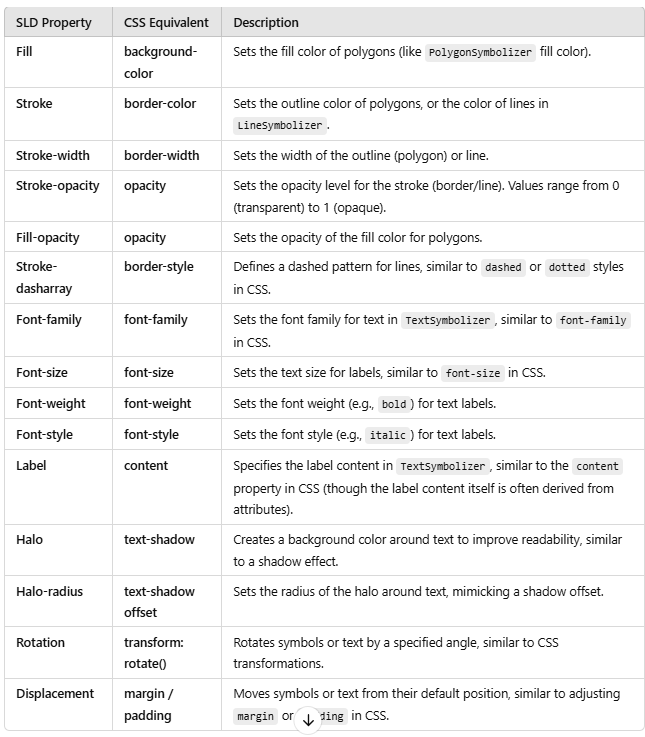 SLD Property CSS Equivalent Description
Fill background- Sets the fill color of polygons (like PolygonSymbolizer fill color).
color
Stroke border-color Sets the outline color of polygons, or the color of lines in
LineSymbolizer .
Stroke-width border-width Sets the width of the outline (polygon) or line.
Stroke-opacity opacity Sets the opacity level for the stroke (border/line). Values range from 0
(transparent) to 1 (opaque).
Fill-opacity opacity Sets the opacity of the fill color for polygons.
Stroke- border-style Defines a dashed pattern for lines, similar to dashed or dotted styles
dasharray in CSS.
Font-family font-family Sets the font family for text in TextSymbolizer , similar to font-family
in CSS.
Font-size font-size Sets the text size for labels, similar to font-size in CSS.
Font-weight font-weight Sets the font weight (e.g., bold ) for text labels.
Font-style font-style Sets the font style (e.g., italic ) for text labels.
Label content Specifies the label content in TextSymbolizer , similar to the content
property in CSS (though the label content itself is often derived from
attributes).
Halo text-shadow Creates a background color around text to improve readability, similar
to a shadow effect.
Halo-radius text-shadow Sets the radius of the halo around text, mimicking a shadow offset.
offset
Rotation transform: Rotates symbols or text by a specified angle, similar to CSS
rotate() transformations.
Displacement margin / Moves symbols or text from their default position, similar to adjusting
padding margin or ding in CSS.